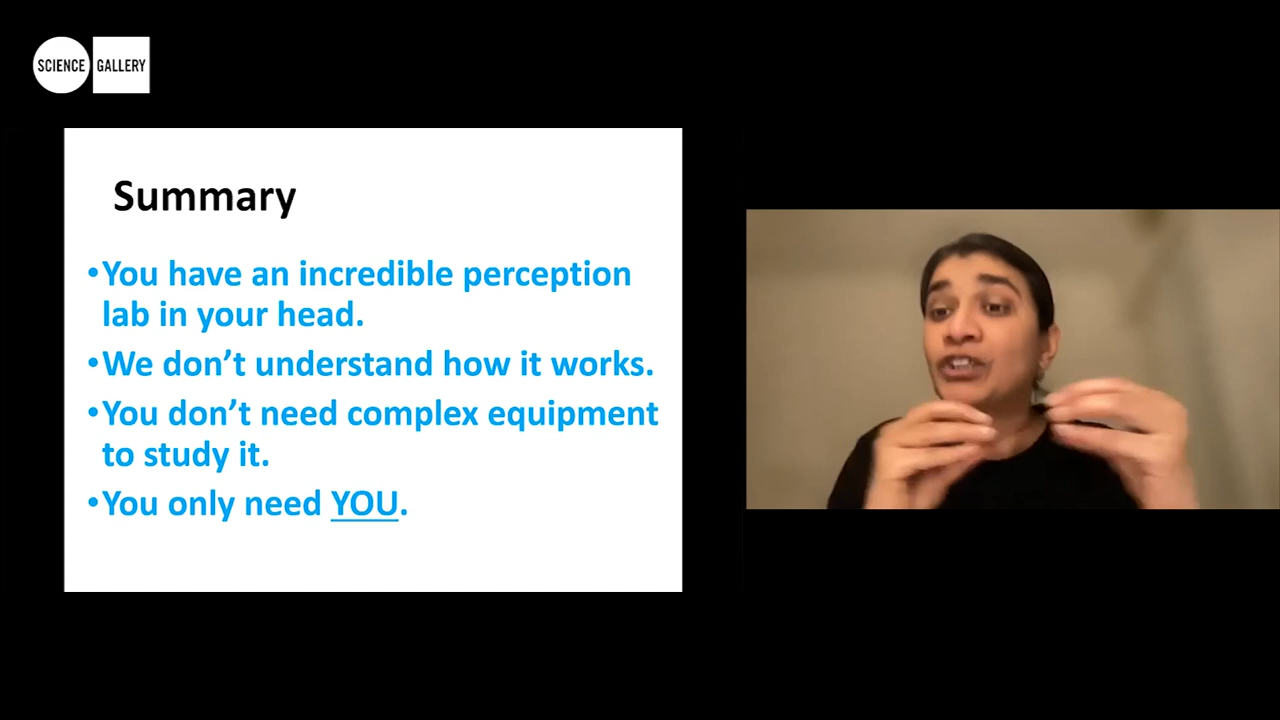 SCIENCE GALLERY
Summary
•You have an incredible perception
lab in your head.
•We don’t understand how it works.
•You don’t need complex equipment
to study it.
•You only need YOU.